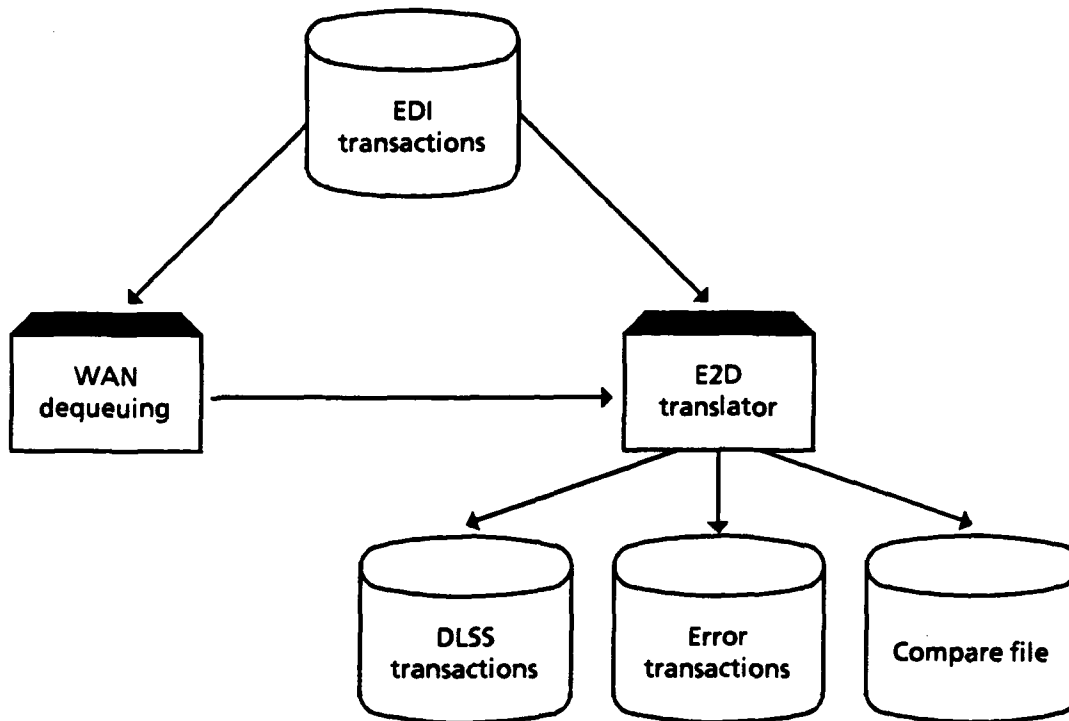 EDI
transactions
WAN
dequeuing
E2D
translator
DLSS
transactions
Error
transactions
Compare file